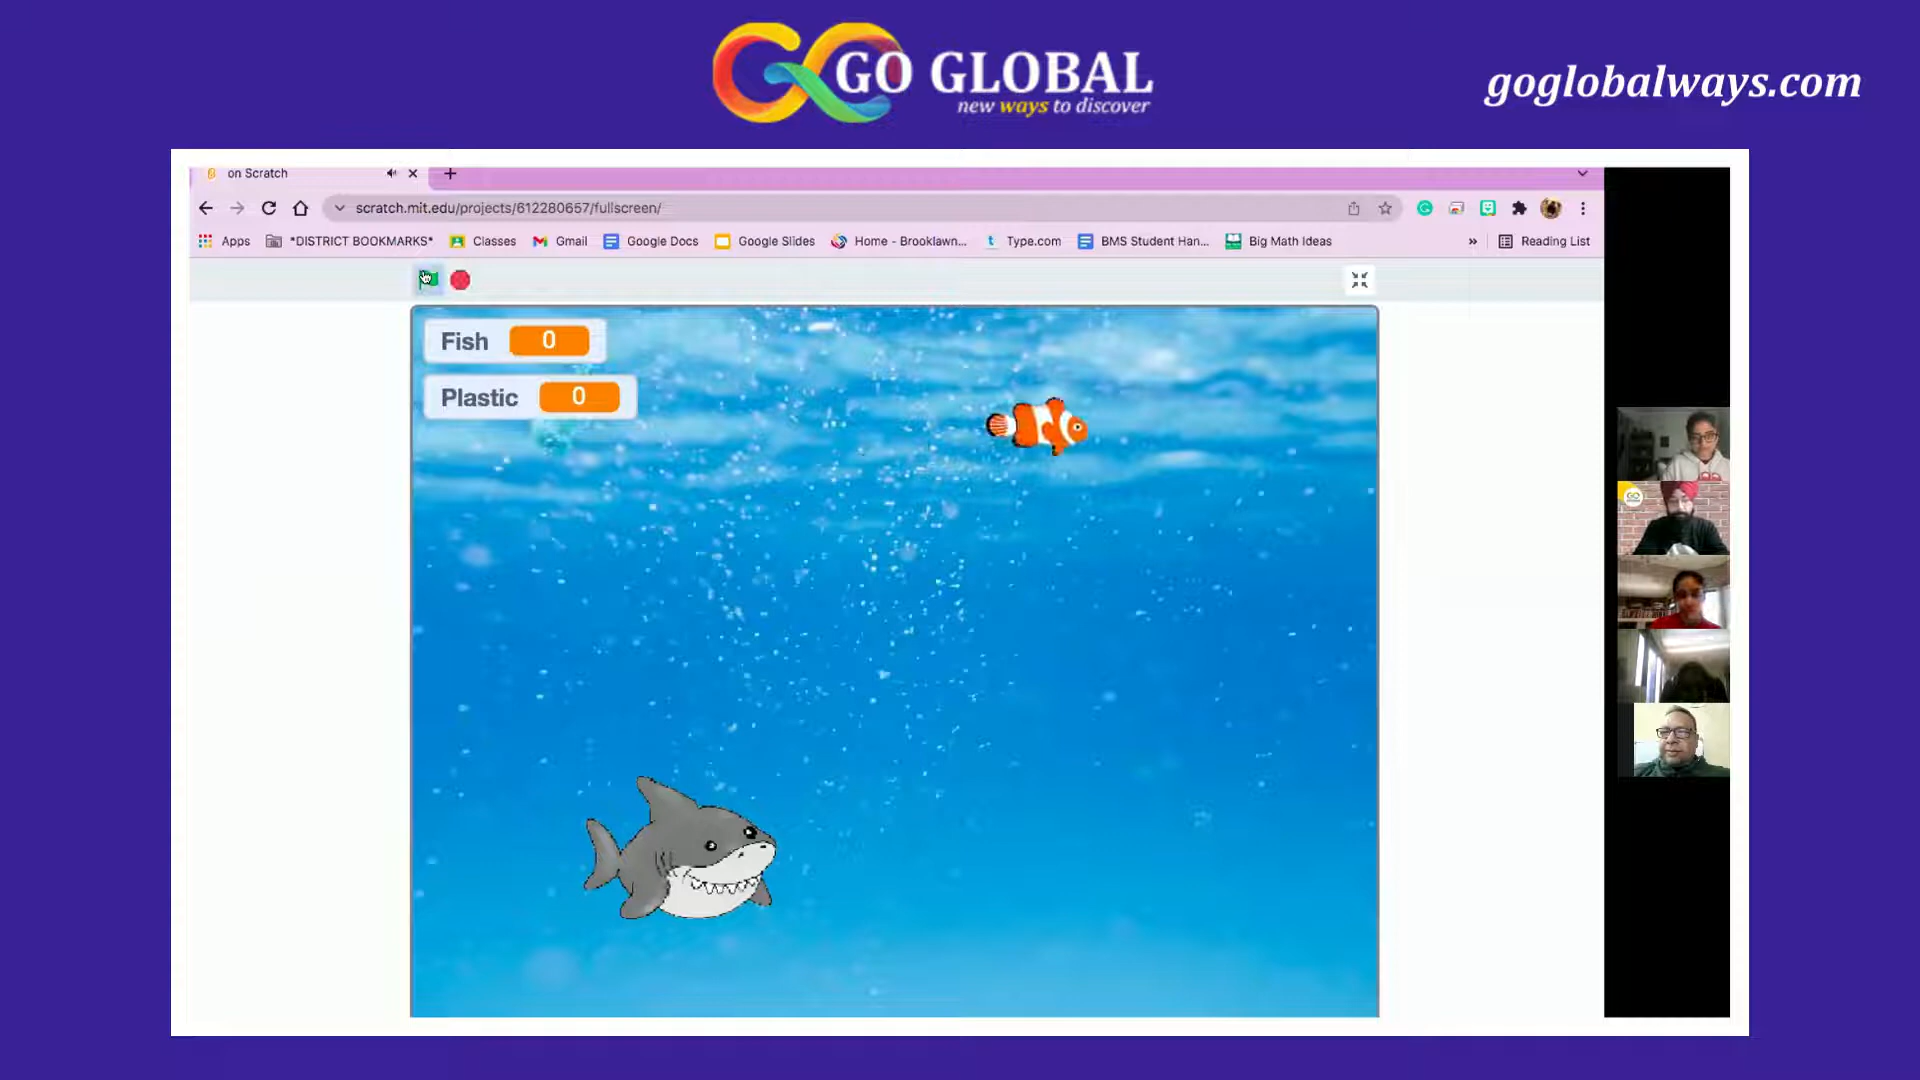 GO GLOBAL
new ways to discover
goglobalways.com
on Scratch
scratch.mit.edu/projects/612280657/fullscreen/
Apps *DISTRICT BOOKMARKS* Classes Gmail Google Docs Google Slides Home - Brooklawn... Type.com BMS Student Han... Big Math Ideas » Reading List
Fish 0
Plastic 0